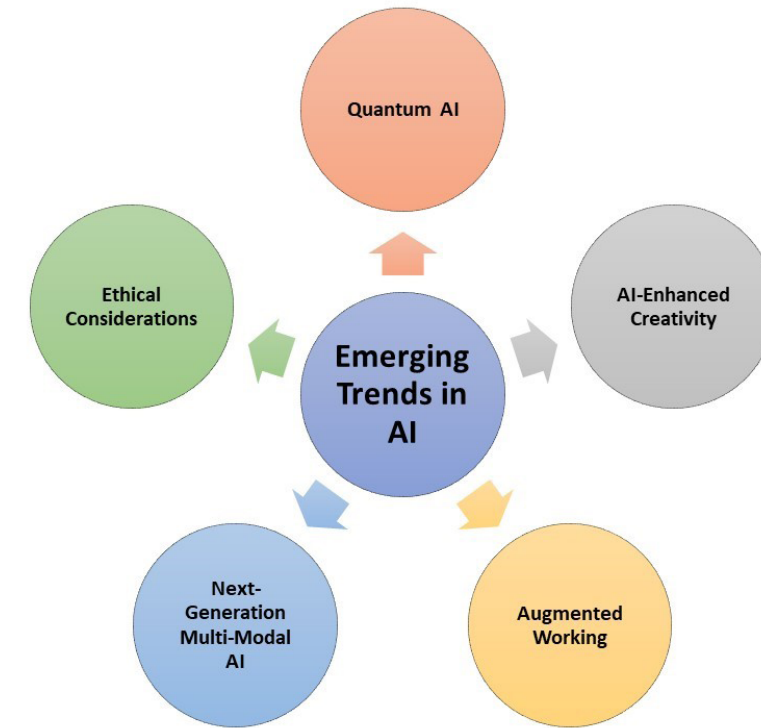 Quantum AI
Ethical
Considerations
AI-Enhanced
Creativity
Emerging
Trends in
AI
Next-
Generation
Multi-Modal
AI
Augmented
Working